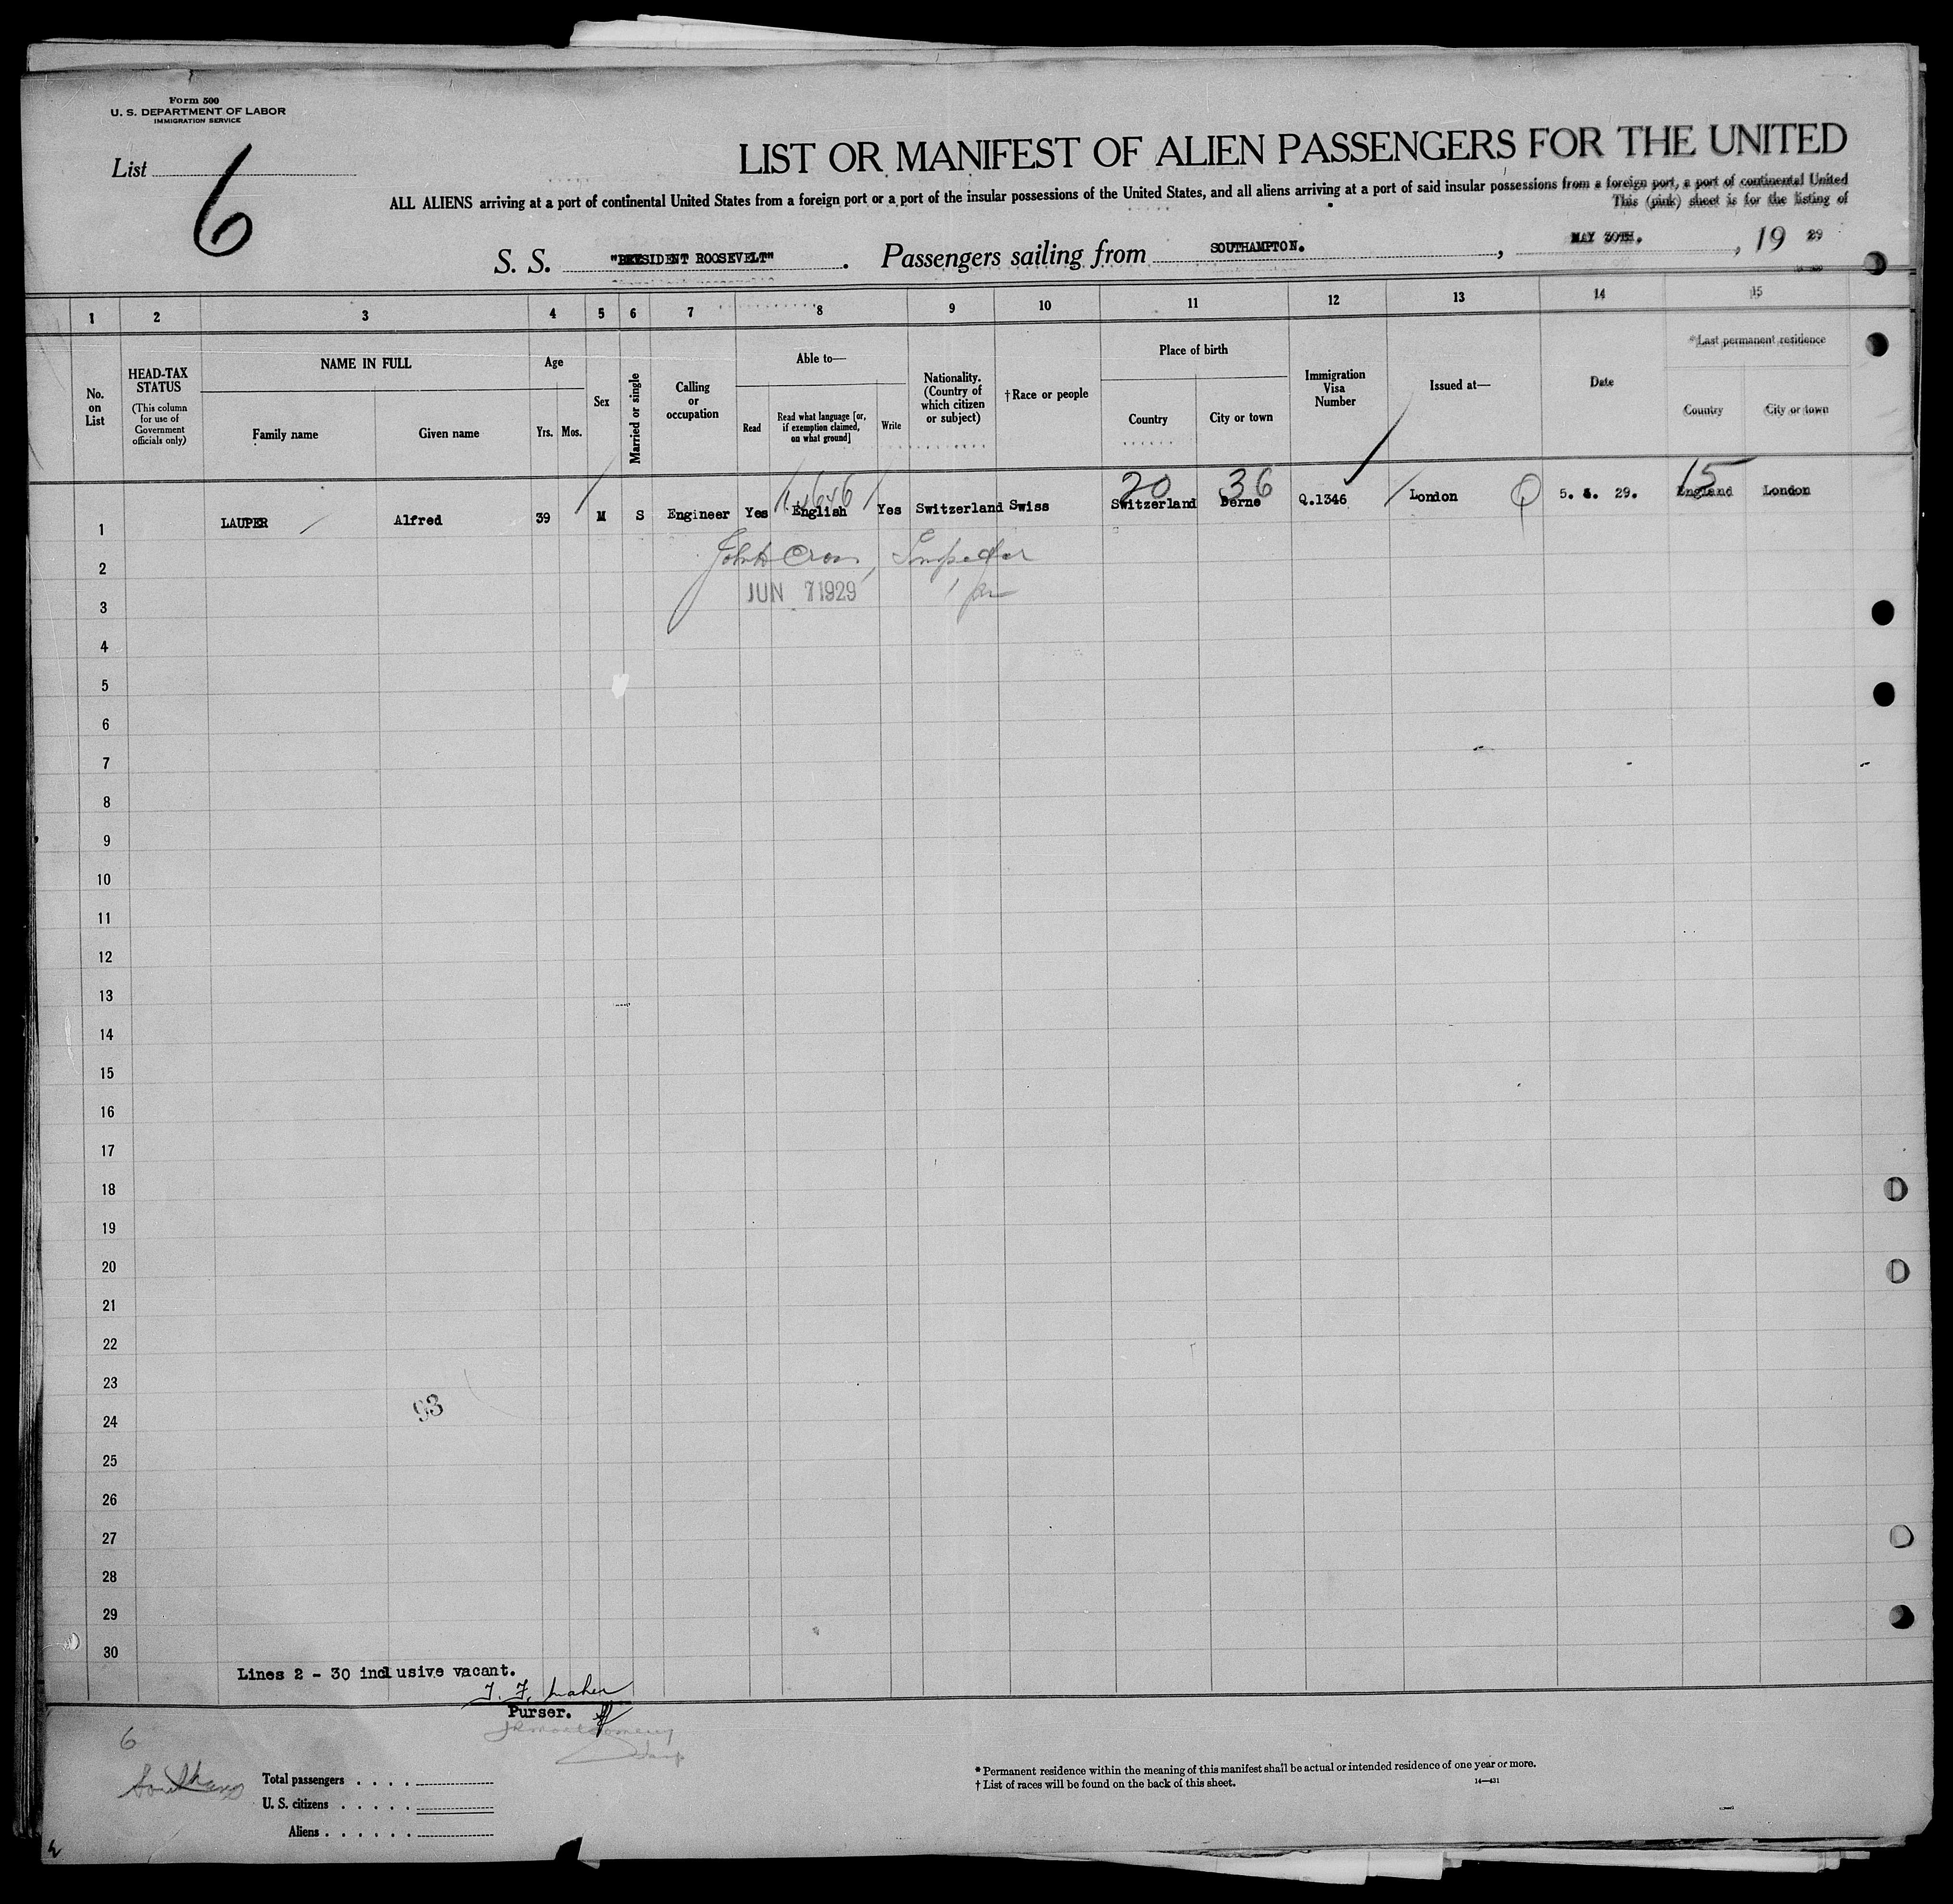 Form 500
U. S. DEPARTMENT OF LABOR
IMMIGRATION SERVICE
List 6
LIST OR MANIFEST OF ALIEN PASSENGERS FOR THE UNITED
ALL ALIENS arriving at a port of continental United States from a foreign port or a port of the insular possessions of the United States, and all aliens arriving at a port of said insular possessions from a foreign port, a port of continental United
This (pink) sheet is for the listing of
S. S. "PRESIDENT ROOSEVELT". Passengers sailing from SOUTHAMPTON., MAY 30TH., 19 29
1 2 3 4 5 6 7 8 9 10 11 12 13 14 15
No. on List
HEAD-TAX STATUS
(This column for use of Government officials only)
NAME IN FULL
Family name
Given name
Age
Yrs. Mos.
Sex
Married or single
Calling or occupation
Able to—
Read
Read what language [or, if exemption claimed, on what ground]
Write
Nationality. (Country of which citizen or subject)
†Race or people
Place of birth
Country
City or town
Immigration Visa Number
Issued at—
Date
*Last permanent residence
Country
City or town
20 36 15
1 LAUPER Alfred 39 M S Engineer Yes English Yes Switzerland Swiss Switzerland Berne Q.1346 London 5. 29. England London
2 Inspector
3 JUN 7 1929
4
5
6
7
8
9
10
11
12
13
14
15
16
17
18
19
20
21
22
23
93
24
25
26
27
28
29
30
Lines 2 - 30 inclusive vacant.
T. F. Maher
Purser.
6
Total passengers
U. S. citizens
Aliens
* Permanent residence within the meaning of this manifest shall be actual or intended residence of one year or more.
† List of races will be found on the back of this sheet.
14—431